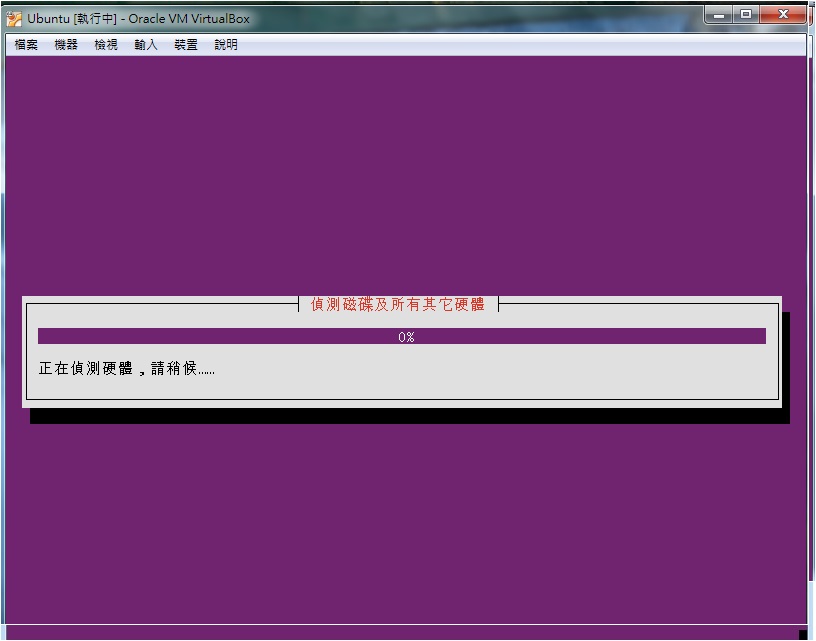 Ubuntu [執行中] - Oracle VM VirtualBox
檔案 機器 檢視 輸入 裝置 說明
偵測磁碟及所有其它硬體
0%
正在偵測硬體，請稍候......